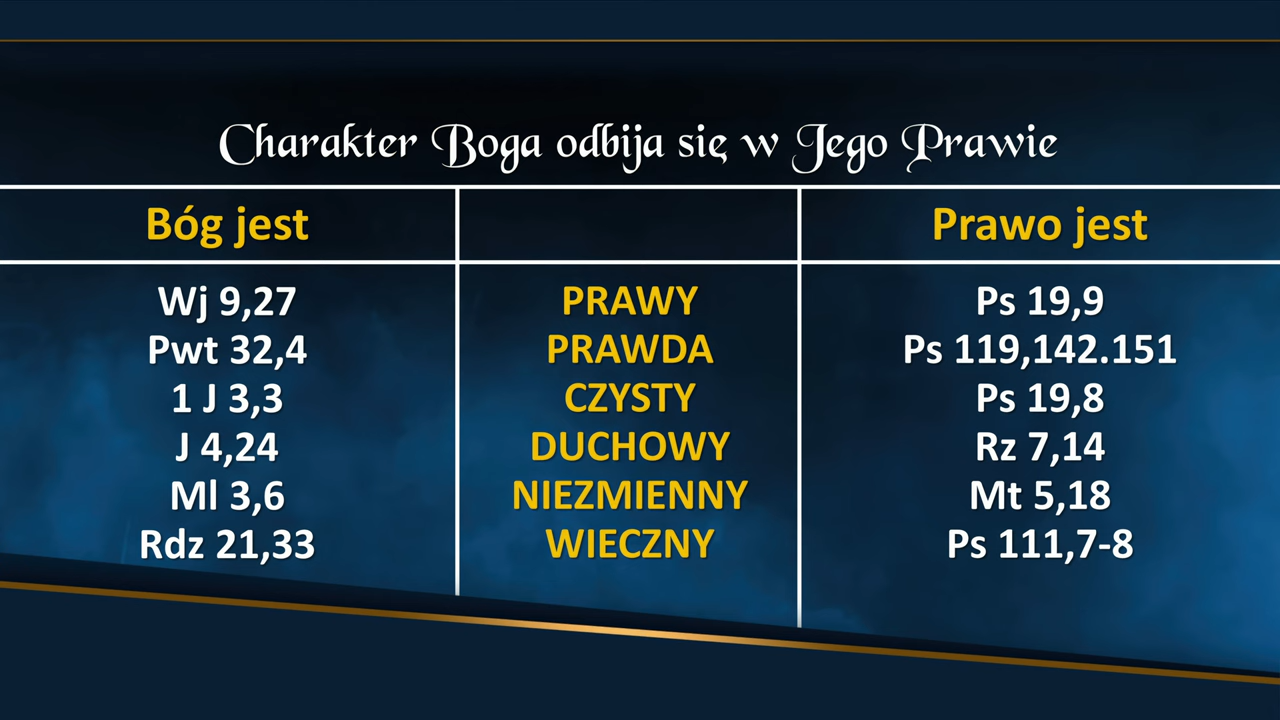 Charakter Boga odbija się w Jego Prawie
Bóg jest Prawo jest
Wj 9,27 PRAWY Ps 19,9
Pwt 32,4 PRAWDA Ps 119,142.151
1 J 3,3 CZYSTY Ps 19,8
J 4,24 DUCHOWY Rz 7,14
Ml 3,6 NIEZMIENNY Mt 5,18
Rdz 21,33 WIECZNY Ps 111,7-8